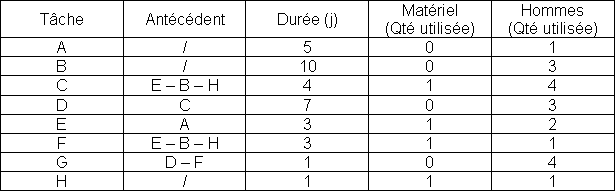 Tâche Antécédent Durée (j) Matériel (Qté utilisée) Hommes (Qté utilisée)
A / 5 0 1
B / 10 0 3
C E – B – H 4 1 4
D C 7 0 3
E A 3 1 2
F E – B – H 3 1 1
G D – F 1 0 4
H / 1 1 1